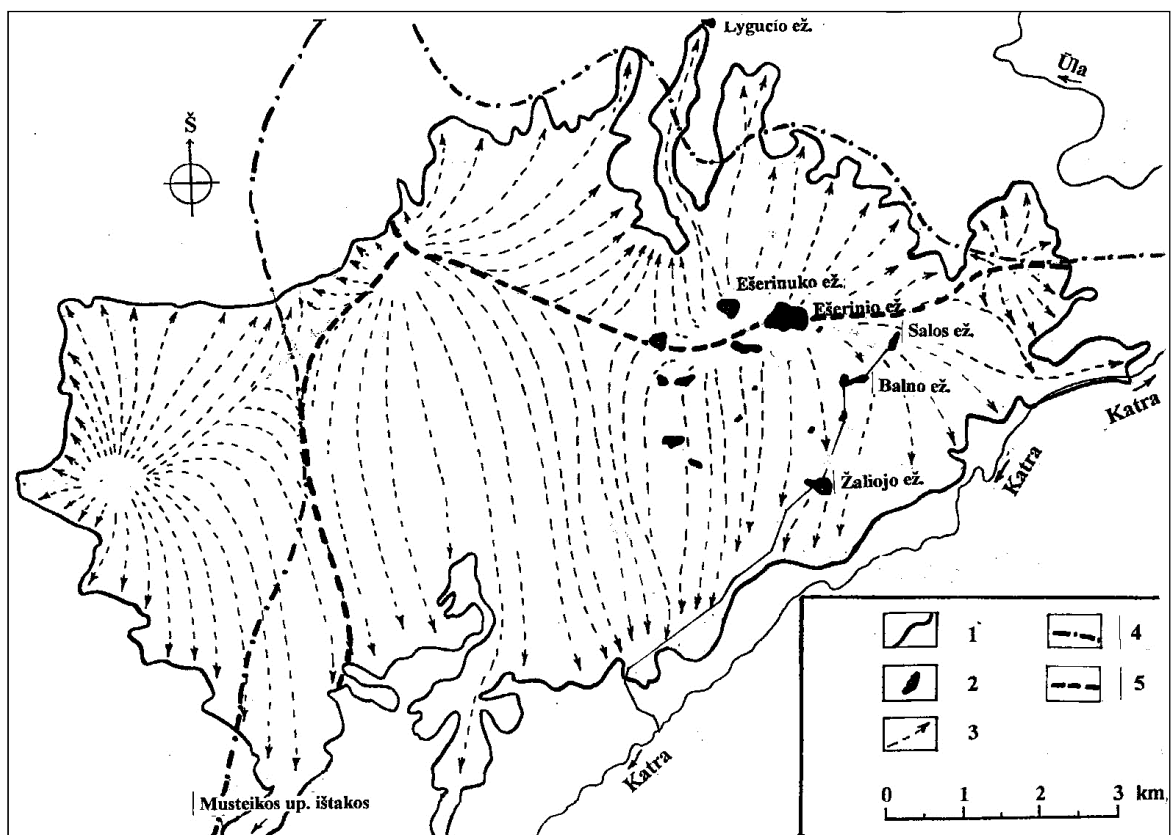 Lygučio ež.
Ūla
Š
Ešerinuko ež.
Ešerinio ež.
Salos ež.
Balno ež.
Katra
Katra
Žaliojo ež.
Katra
Musteikos up. ištakos
1
2
3
4
5
0 1 2 3 km